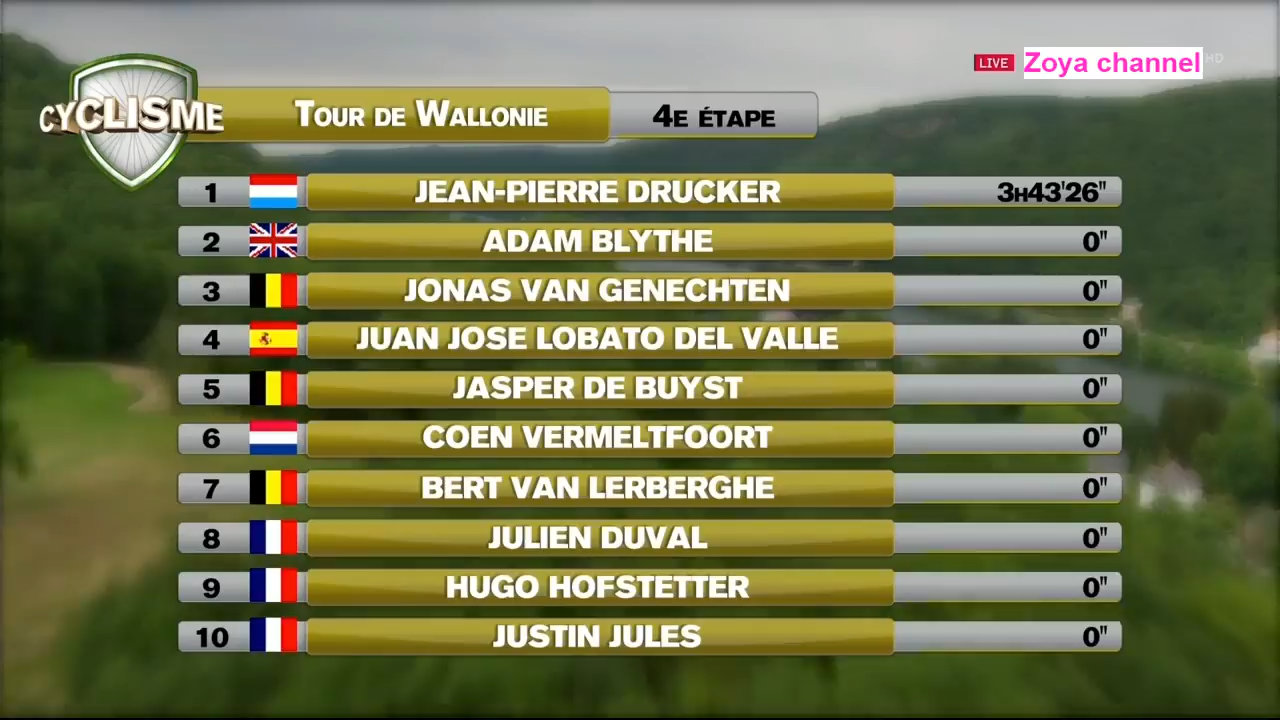 LIVE Zoya channel HD
CYCLISME
TOUR DE WALLONIE 4E ÉTAPE
1 JEAN-PIERRE DRUCKER 3H43'26"
2 ADAM BLYTHE 0"
3 JONAS VAN GENECHTEN 0"
4 JUAN JOSE LOBATO DEL VALLE 0"
5 JASPER DE BUYST 0"
6 COEN VERMELTFOORT 0"
7 BERT VAN LERBERGHE 0"
8 JULIEN DUVAL 0"
9 HUGO HOFSTETTER 0"
10 JUSTIN JULES 0"